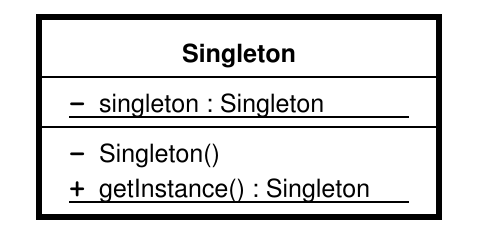 Singleton
– singleton : Singleton
– Singleton()
+ getInstance() : Singleton